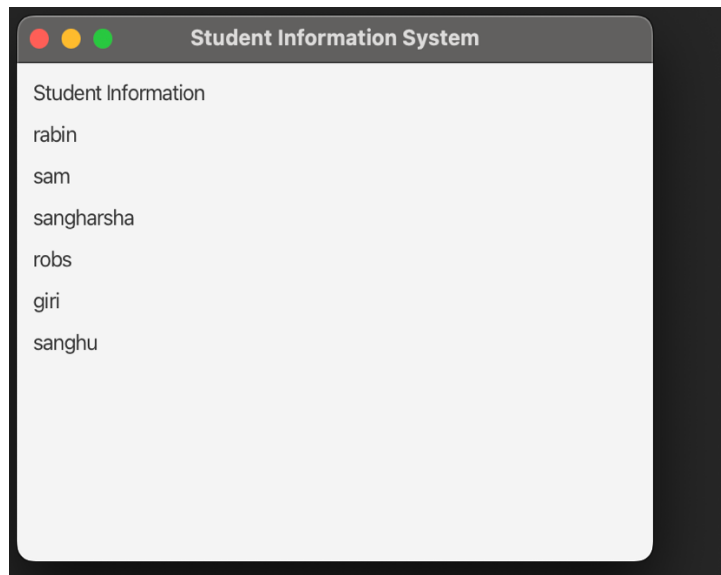 Student Information System
Student Information
rabin
sam
sangharsha
robs
giri
sanghu